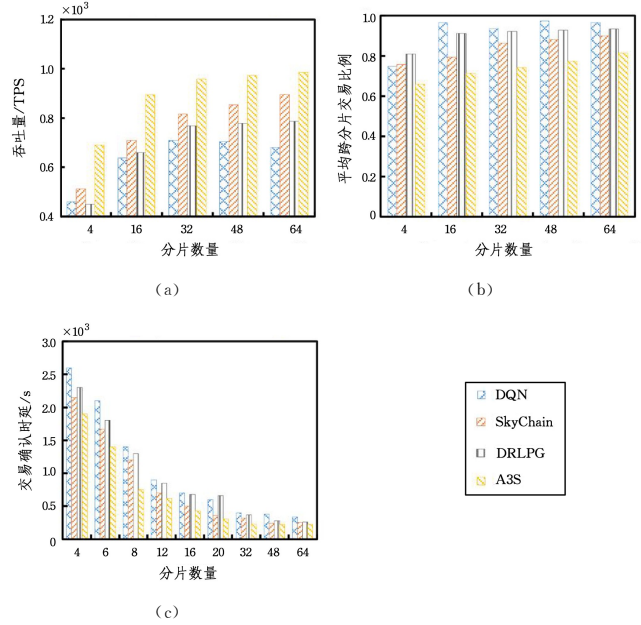 ×10³
1.2
1.0
0.8
0.6
0.4
吞吐量/TPS
4 16 32 48 64
分片数量
(a)
1.0
0.8
0.6
0.4
0.2
0
平均跨分片交易比例
4 16 32 48 64
分片数量
(b)
×10³
3.0
2.5
2.0
1.5
1.0
0.5
0
交易确认时延/s
4 6 8 12 16 20 32 48 64
分片数量
(c)
DQN
SkyChain
DRLPG
A3S